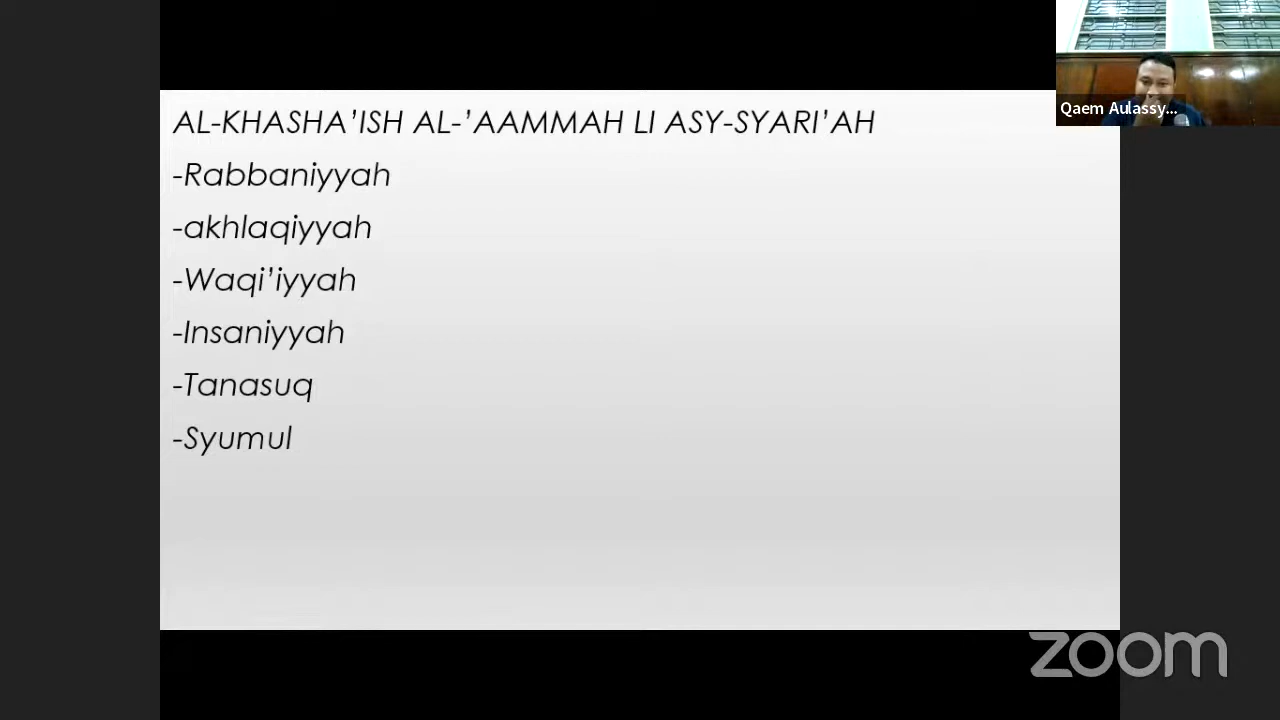 AL-KHASHA’ISH AL-’AAMMAH LI ASY-SYARI’AH
-Rabbaniyyah
-akhlaqiyyah
-Waqi’iyyah
-Insaniyyah
-Tanasuq
-Syumul
Qaem Aulassy...
zoom